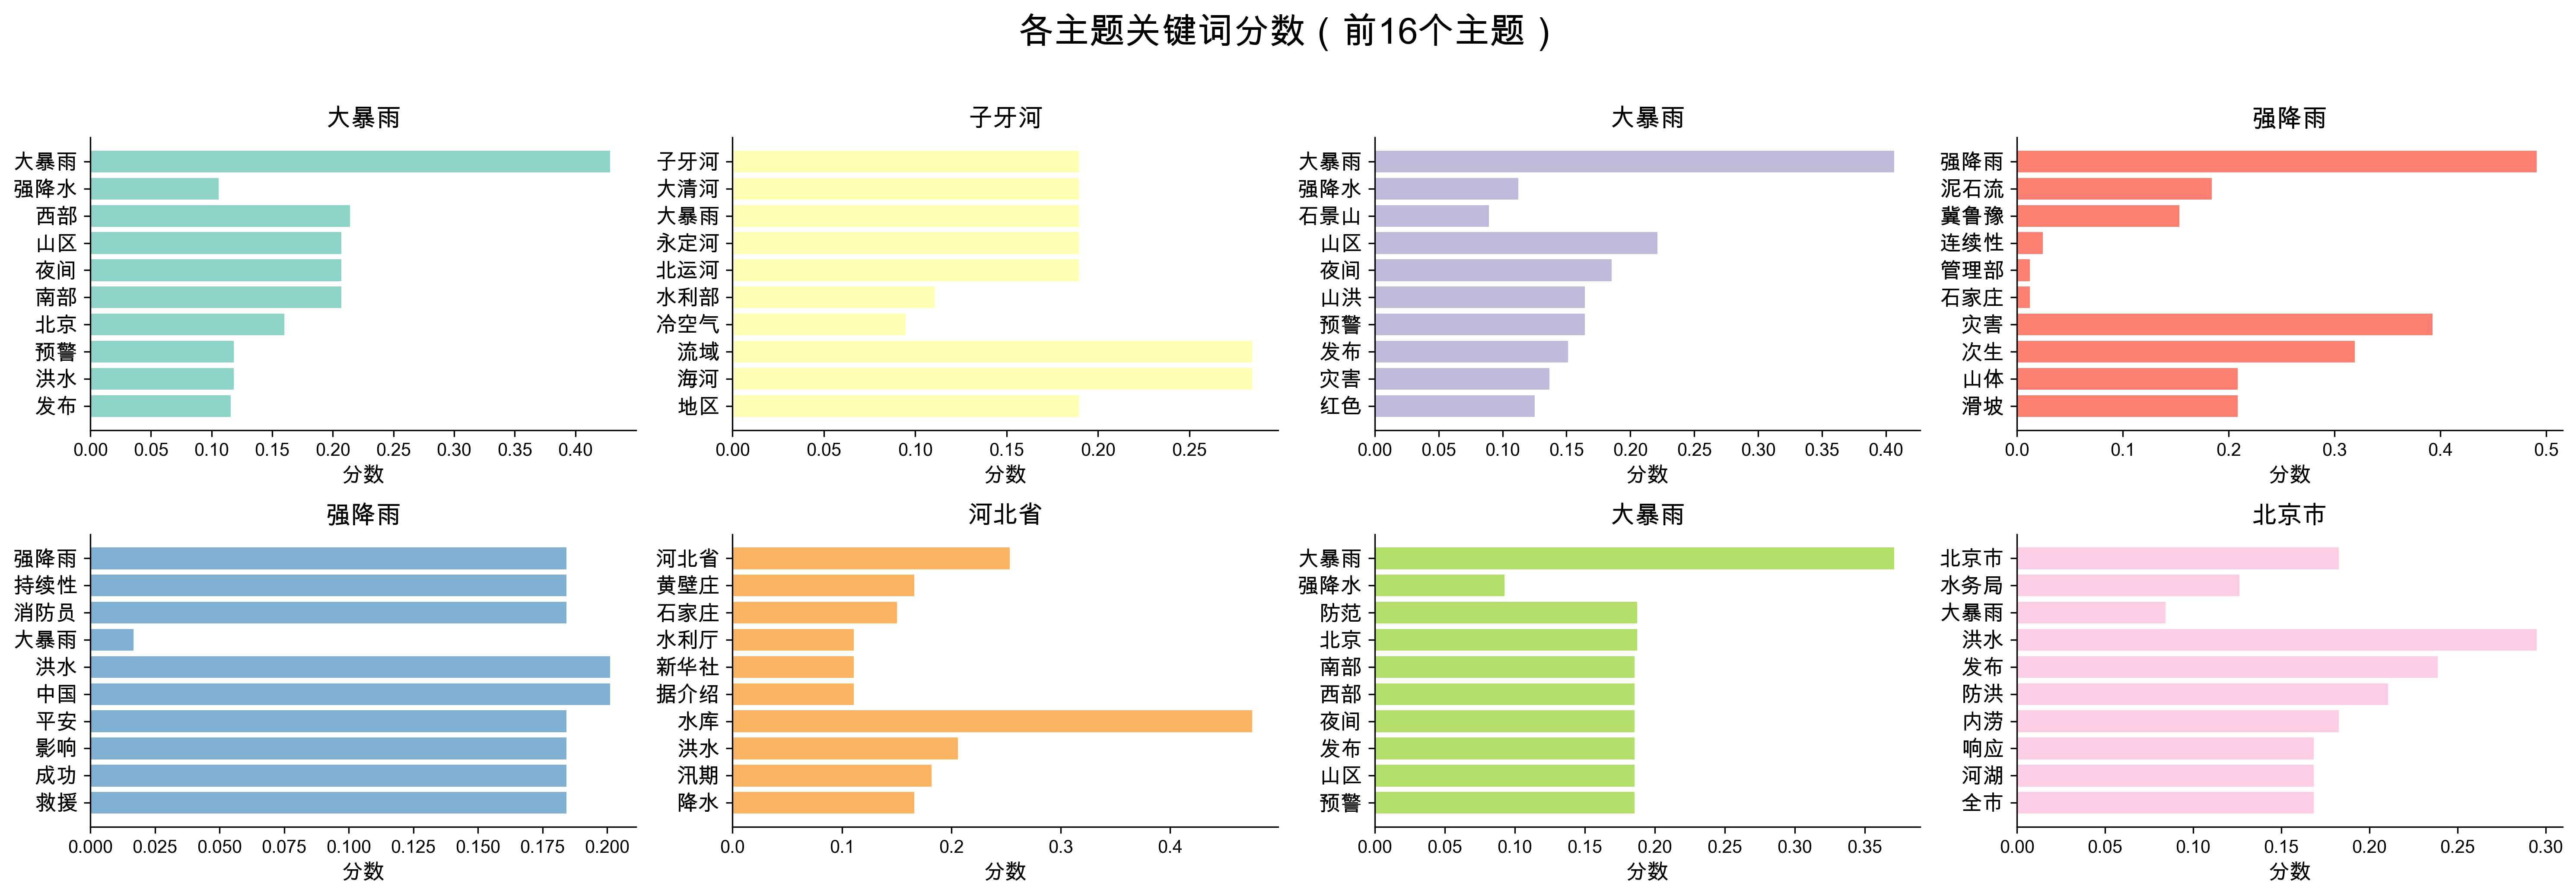 各主题关键词分数（前16个主题）
大暴雨
大暴雨
强降水
西部
山区
夜间
南部
北京
预警
洪水
发布
0.00 0.05 0.10 0.15 0.20 0.25 0.30 0.35 0.40
分数
子牙河
子牙河
大清河
大暴雨
永定河
北运河
水利部
冷空气
流域
海河
地区
0.00 0.05 0.10 0.15 0.20 0.25
分数
大暴雨
大暴雨
强降水
石景山
山区
夜间
山洪
预警
发布
灾害
红色
0.00 0.05 0.10 0.15 0.20 0.25 0.30 0.35 0.40
分数
强降雨
强降雨
泥石流
冀鲁豫
连续性
管理部
石家庄
灾害
次生
山体
滑坡
0.0 0.1 0.2 0.3 0.4 0.5
分数
强降雨
强降雨
持续性
消防员
大暴雨
洪水
中国
平安
影响
成功
救援
0.000 0.025 0.050 0.075 0.100 0.125 0.150 0.175 0.200
分数
河北省
河北省
黄壁庄
石家庄
水利厅
新华社
据介绍
水库
洪水
汛期
降水
0.0 0.1 0.2 0.3 0.4
分数
大暴雨
大暴雨
强降水
防范
北京
南部
西部
夜间
发布
山区
预警
0.00 0.05 0.10 0.15 0.20 0.25 0.30 0.35
分数
北京市
北京市
水务局
大暴雨
洪水
发布
防洪
内涝
响应
河湖
全市
0.00 0.05 0.10 0.15 0.20 0.25 0.30
分数